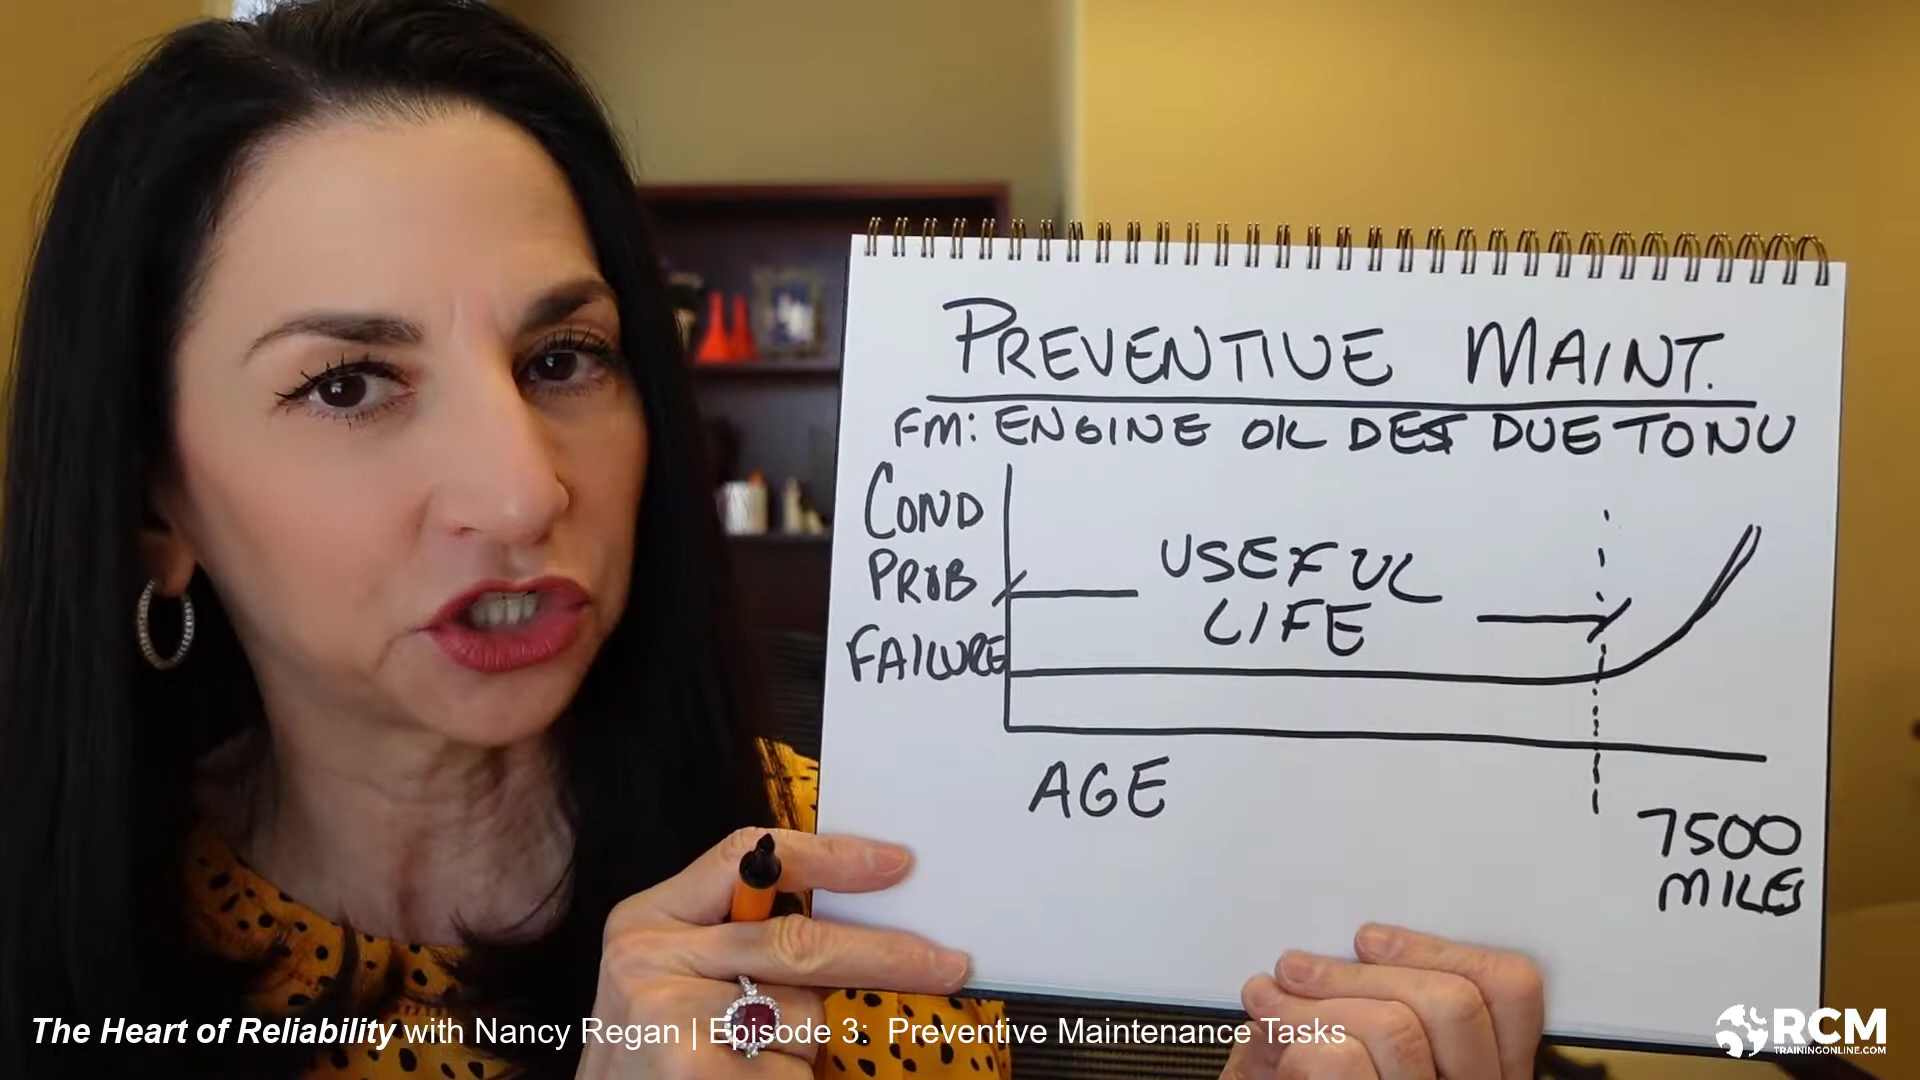 PREVENTIVE MAINT.
FM: ENGINE OIL DEG DUE TO NU
COND
PROB
FAILURE
USEFUL
LIFE
AGE
7500
MILES
The Heart of Reliability with Nancy Regan | Episode 3: Preventive Maintenance Tasks
RCM
TRAININGONLINE.COM